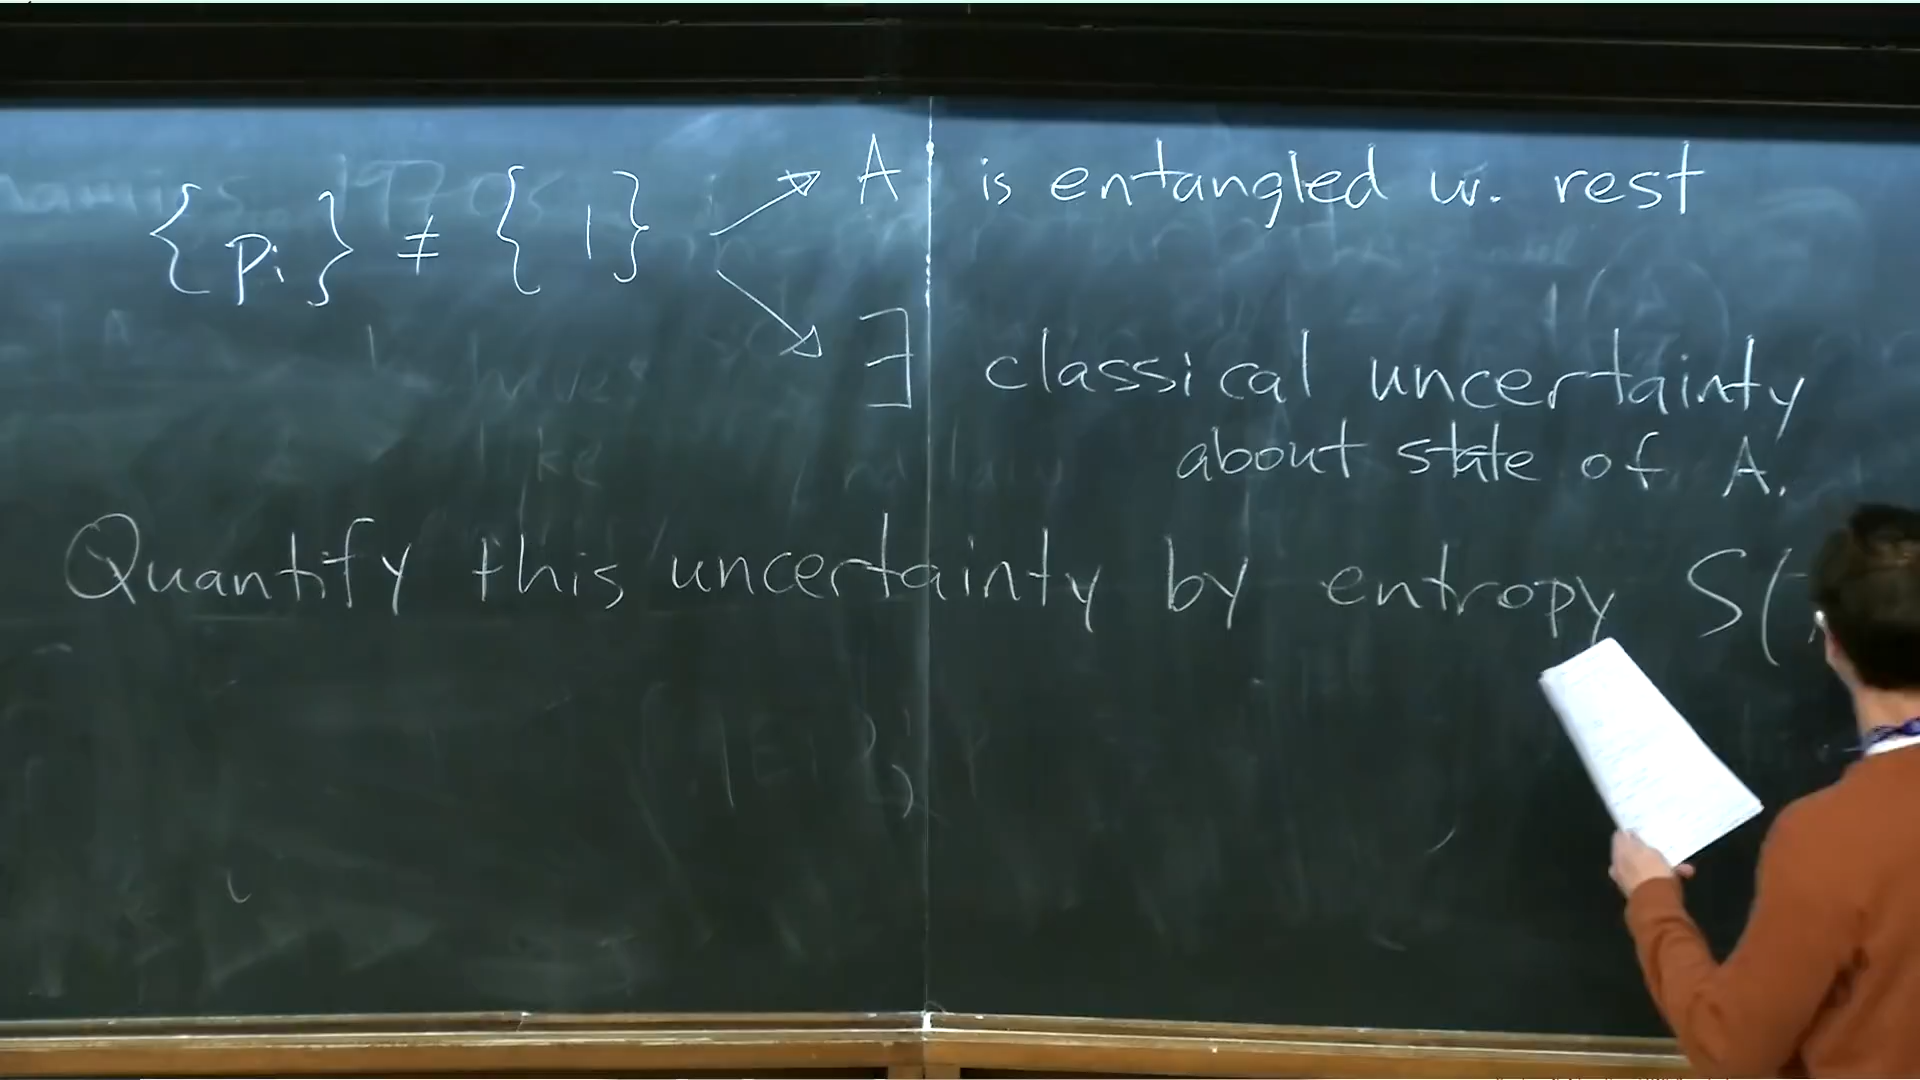 {pi} ≠ {1} A is entangled w. rest
∃ classical uncertainty
about state of A.
Quantify this uncertainty by entropy S(